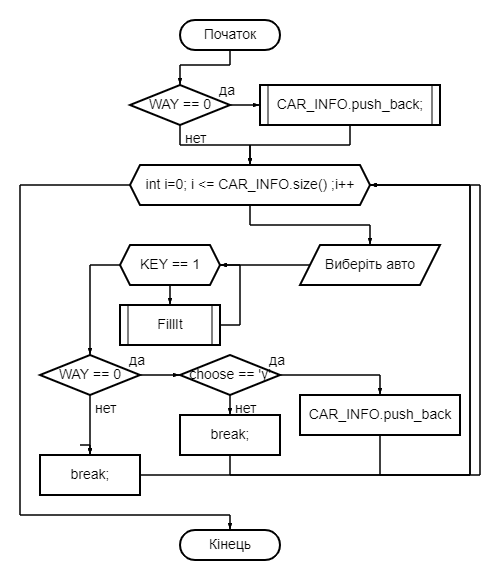 Початок
да
WAY == 0
CAR_INFO.push_back;
нет
int i=0; i <= CAR_INFO.size() ;i++
KEY == 1
Виберіть авто
FillIt
да
да
WAY == 0
choose == 'y'
нет
нет
CAR_INFO.push_back
break;
break;
Кінець